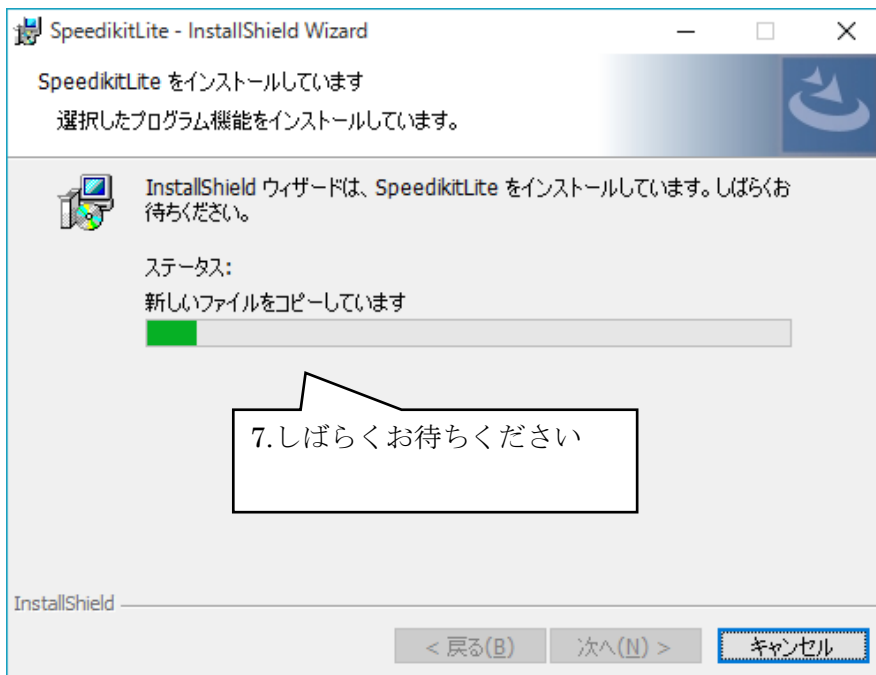 SpeedikitLite - InstallShield Wizard
SpeedikitLite をインストールしています
選択したプログラム機能をインストールしています。
InstallShield ウィザードは、SpeedikitLite をインストールしています。しばらくお
待ちください。
ステータス:
新しいファイルをコピーしています
7.しばらくお待ちください
InstallShield
< 戻る(B)
次へ(N) >
キャンセル